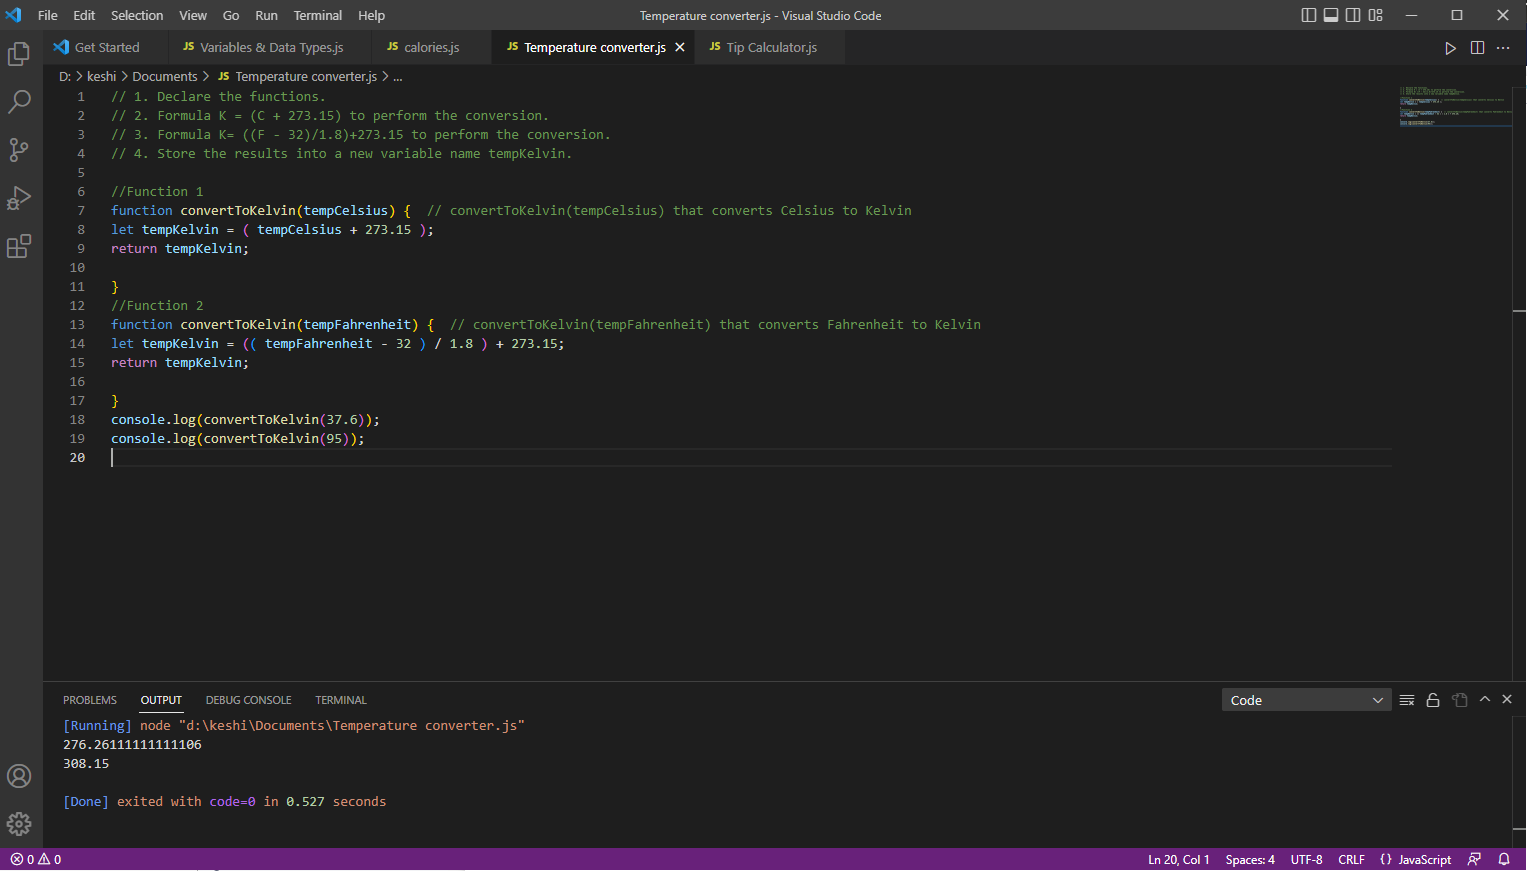 File Edit Selection View Go Run Terminal Help
Temperature converter.js - Visual Studio Code
Get Started
JS Variables & Data Types.js
JS calories.js
JS Temperature converter.js
JS Tip Calculator.js
D: > keshi > Documents > JS Temperature converter.js > ...
1 // 1. Declare the functions.
2 // 2. Formula K = (C + 273.15) to perform the conversion.
3 // 3. Formula K= ((F - 32)/1.8)+273.15 to perform the conversion.
4 // 4. Store the results into a new variable name tempKelvin.
5
6 //Function 1
7 function convertToKelvin(tempCelsius) {  // convertToKelvin(tempCelsius) that converts Celsius to Kelvin
8 let tempKelvin = ( tempCelsius + 273.15 );
9 return tempKelvin;
10
11 }
12 //Function 2
13 function convertToKelvin(tempFahrenheit) {  // convertToKelvin(tempFahrenheit) that converts Fahrenheit to Kelvin
14 let tempKelvin = (( tempFahrenheit - 32 ) / 1.8 ) + 273.15;
15 return tempKelvin;
16
17 }
18 console.log(convertToKelvin(37.6));
19 console.log(convertToKelvin(95));
20
PROBLEMS OUTPUT DEBUG CONSOLE TERMINAL
Code
[Running] node "d:\keshi\Documents\Temperature converter.js"
276.26111111111106
308.15
[Done] exited with code=0 in 0.527 seconds
0 0
Ln 20, Col 1 Spaces: 4 UTF-8 CRLF {} JavaScript